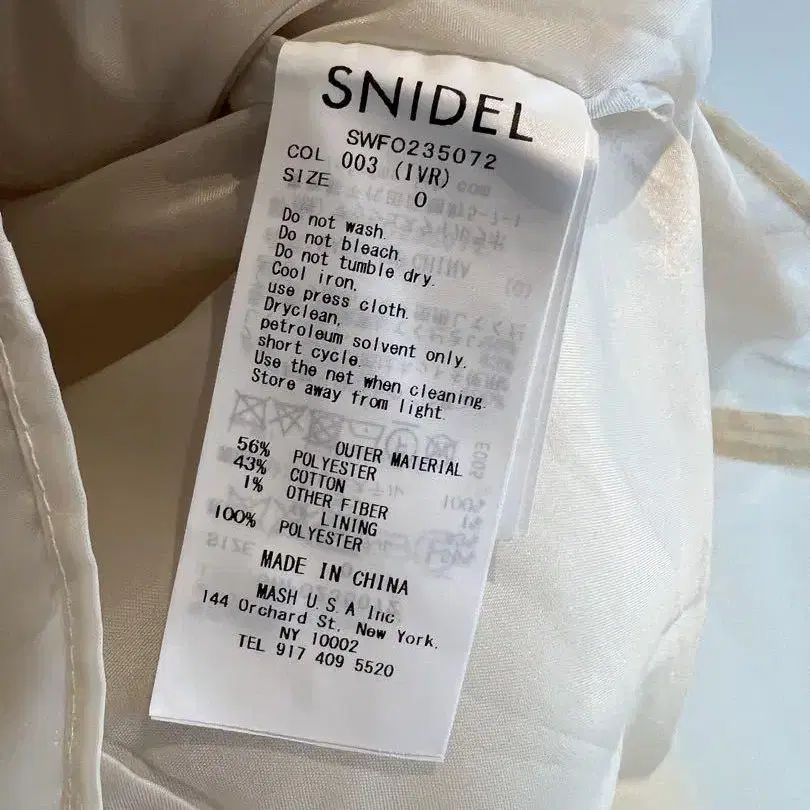 SNIDEL
SWFO235072
COL 003 (IVR)
SIZE 0
Do not wash.
Do not bleach.
Do not tumble dry.
Cool iron,
use press cloth.
Dryclean,
petroleum solvent only,
short cycle.
Use the net when cleaning.
Store away from light.
OUTER MATERIAL
56% POLYESTER
43% COTTON
1% OTHER FIBER
LINING
100% POLYESTER
MADE IN CHINA
MASH U.S.A Inc
144 Orchard St, New York,
NY 10002
TEL 917 409 5520